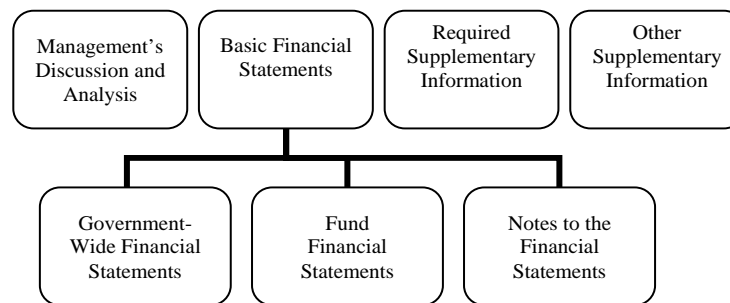 Management’s
Discussion and
Analysis
Basic Financial
Statements
Required
Supplementary
Information
Other
Supplementary
Information
Government-
Wide Financial
Statements
Fund
Financial
Statements
Notes to the
Financial
Statements